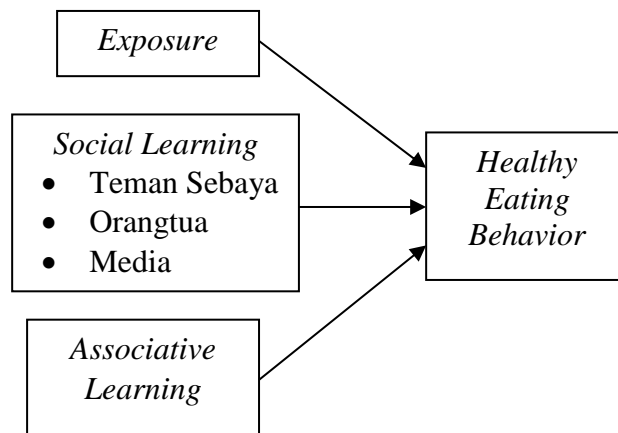 Exposure
Social Learning
• Teman Sebaya
• Orangtua
• Media
Healthy
Eating
Behavior
Associative
Learning